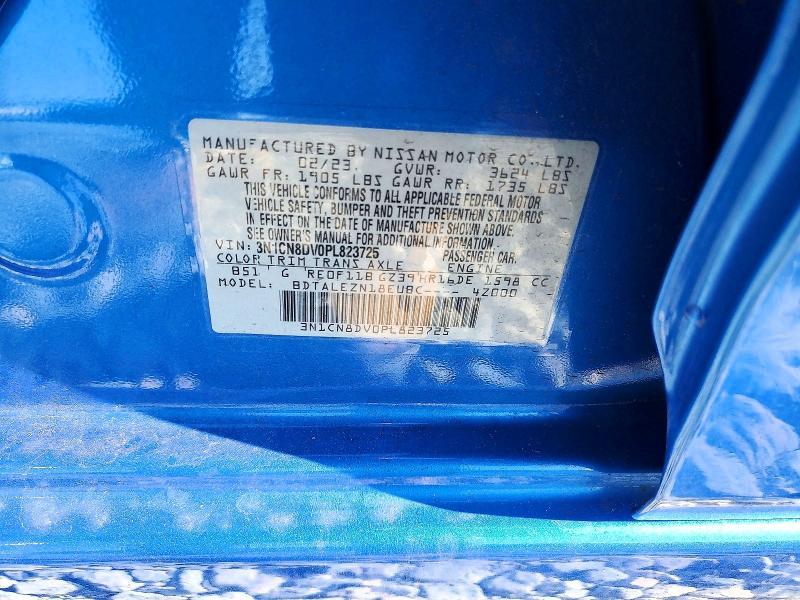 MANUFACTURED BY NISSAN MOTOR CO.,LTD.
DATE: 02/23 GVWR: 3624 LBS
GAWR FR: 1905 LBS GAWR RR: 1735 LBS
THIS VEHICLE CONFORMS TO ALL APPLICABLE FEDERAL MOTOR
VEHICLE SAFETY, BUMPER AND THEFT PREVENTION STANDARDS
IN EFFECT ON THE DATE OF MANUFACTURE SHOWN ABOVE.
SEE OWNER'S MANUAL FOR ADDITIONAL INFORMATION
VIN: 3N1CN8DV0PL823725 PASSENGER CAR.
COLOR TRIM TRANS AXLE ENGINE
B51 G RE0F11B GZ39 HR16DE 1598 CC
MODEL: BDTALEZN18EU8C---- 42000
3N1CN8DV0PL823725